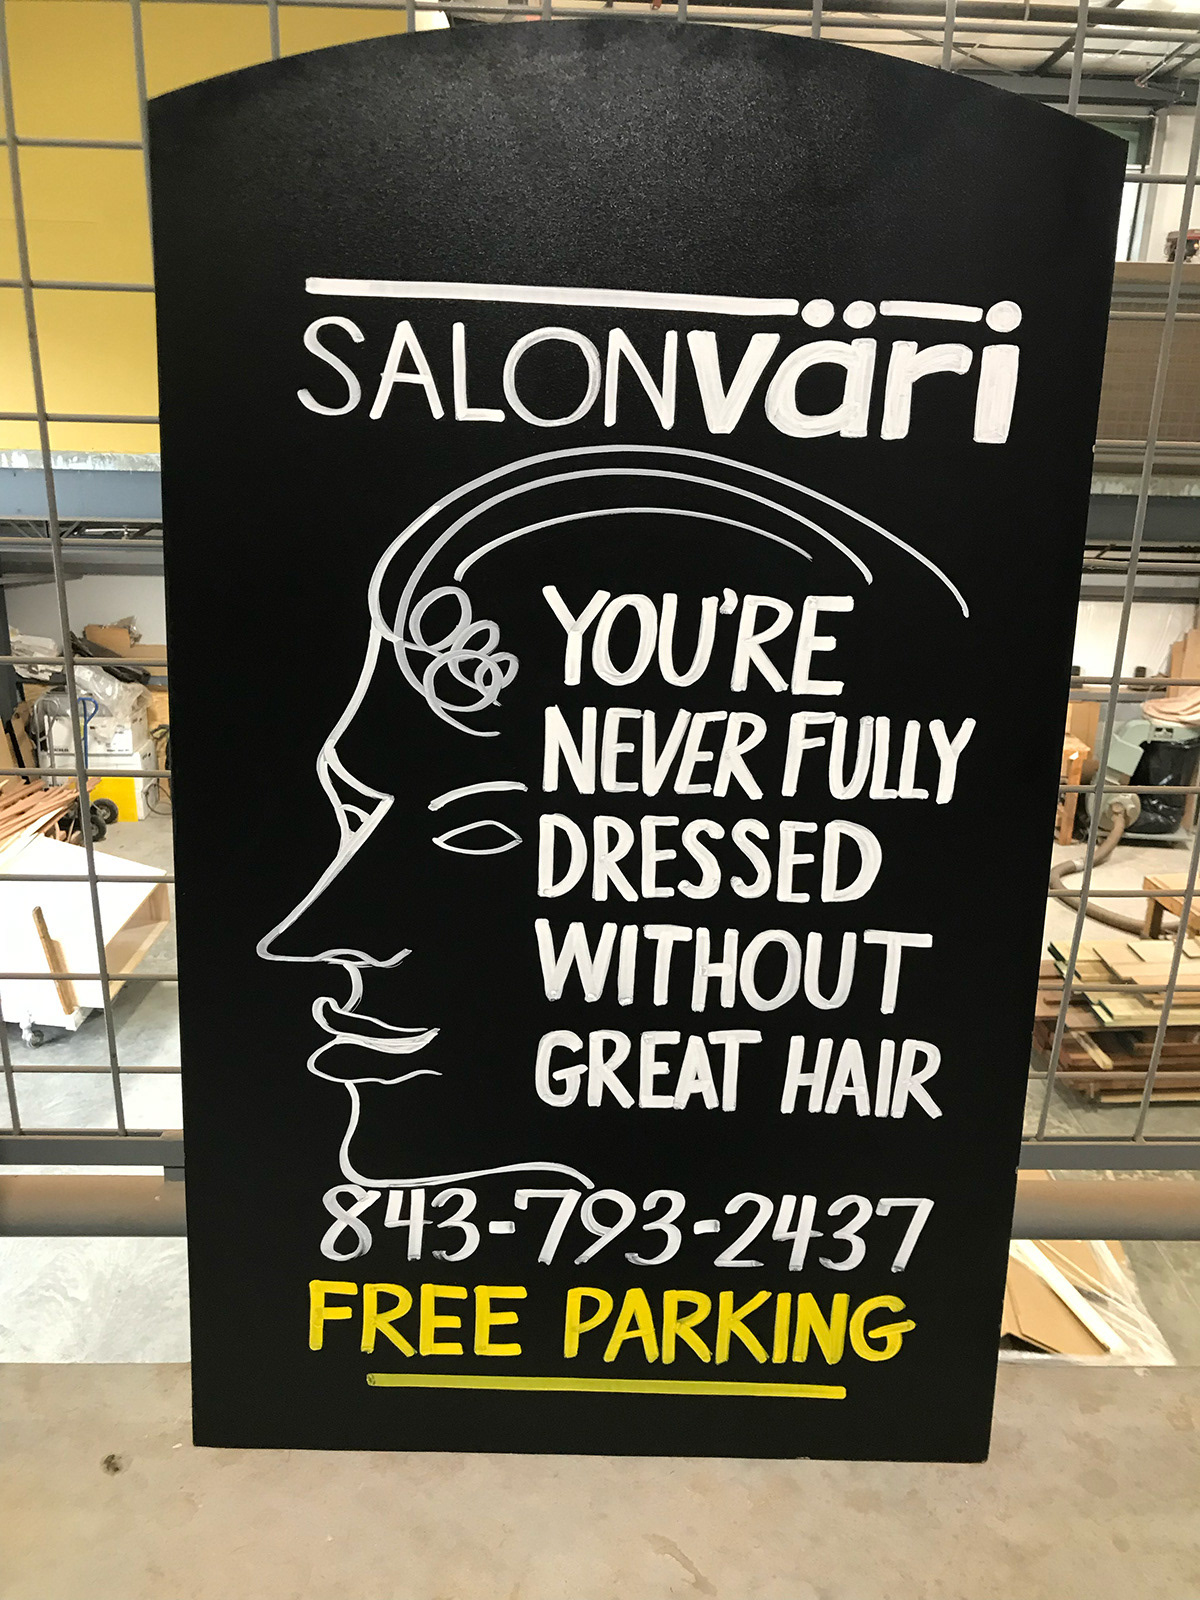 SALONväri
YOU'RE
NEVER FULLY
DRESSED
WITHOUT
GREAT HAIR
843-793-2437
FREE PARKING